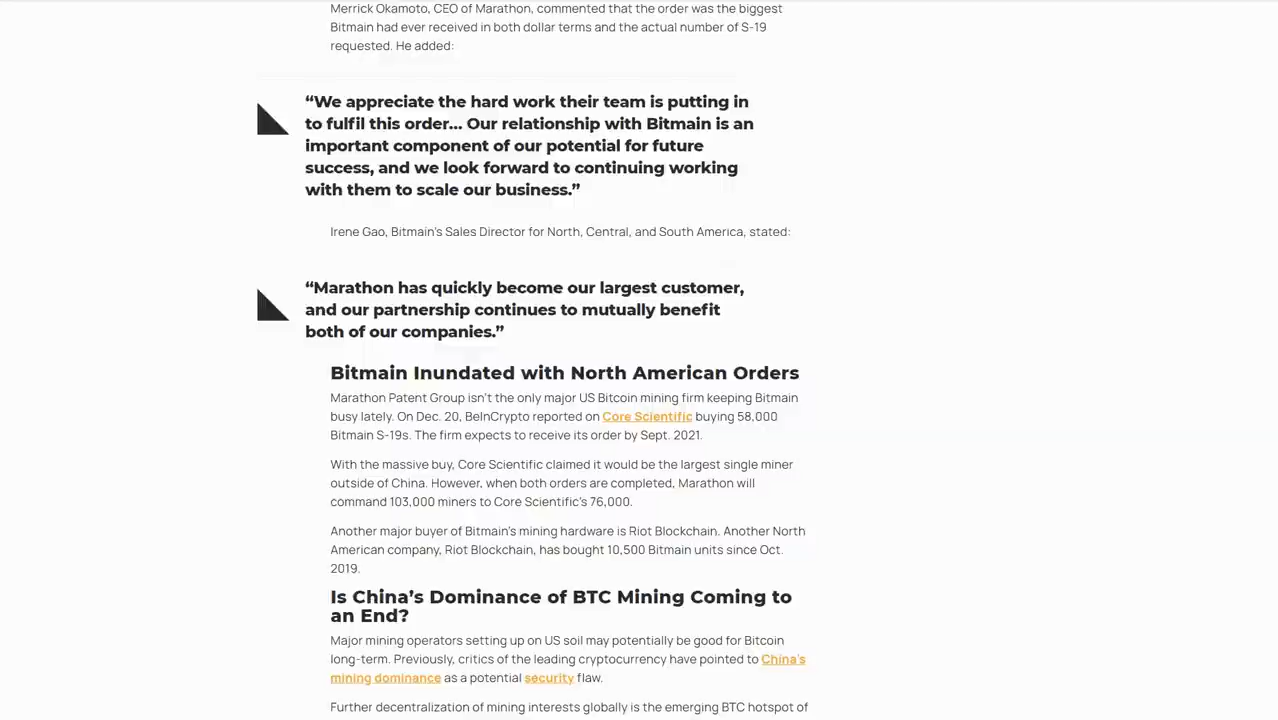 Merrick Okamoto, CEO of Marathon, commented that the order was the biggest
Bitmain had ever received in both dollar terms and the actual number of S-19
requested. He added:
“We appreciate the hard work their team is putting in
to fulfil this order… Our relationship with Bitmain is an
important component of our potential for future
success, and we look forward to continuing working
with them to scale our business.”
Irene Gao, Bitmain’s Sales Director for North, Central, and South America, stated:
“Marathon has quickly become our largest customer,
and our partnership continues to mutually benefit
both of our companies.”
Bitmain Inundated with North American Orders
Marathon Patent Group isn’t the only major US Bitcoin mining firm keeping Bitmain
busy lately. On Dec. 20, BeInCrypto reported on Core Scientific buying 58,000
Bitmain S-19s. The firm expects to receive its order by Sept. 2021.
With the massive buy, Core Scientific claimed it would be the largest single miner
outside of China. However, when both orders are completed, Marathon will
command 103,000 miners to Core Scientific’s 76,000.
Another major buyer of Bitmain’s mining hardware is Riot Blockchain. Another North
American company, Riot Blockchain, has bought 10,500 Bitmain units since Oct.
2019.
Is China’s Dominance of BTC Mining Coming to
an End?
Major mining operators setting up on US soil may potentially be good for Bitcoin
long-term. Previously, critics of the leading cryptocurrency have pointed to China’s
mining dominance as a potential security flaw.
Further decentralization of mining interests globally is the emerging BTC hotspot of